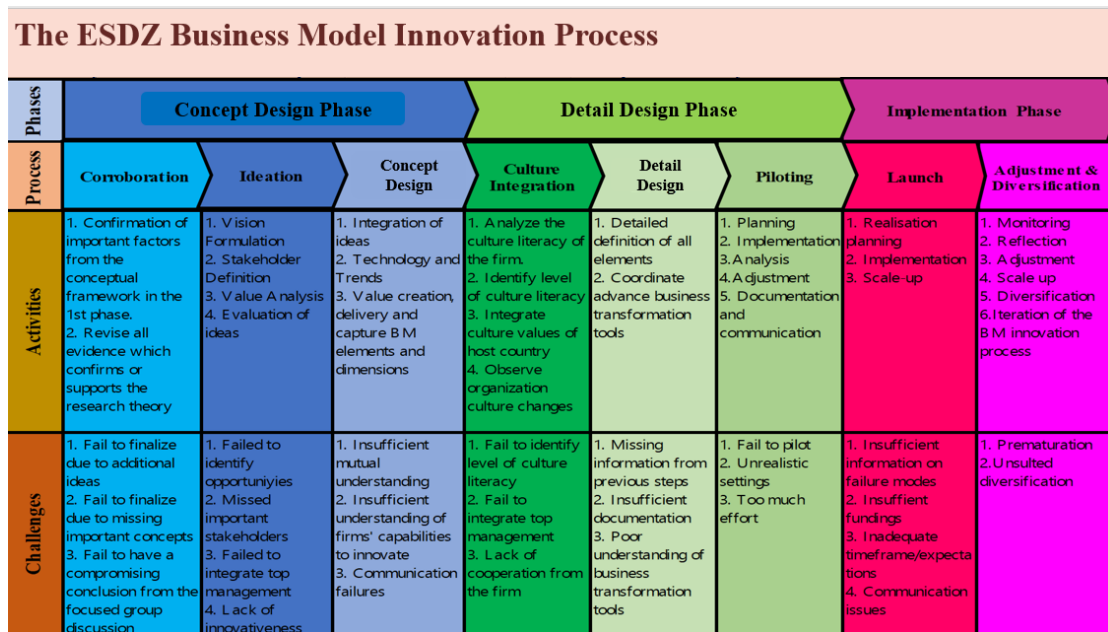 The ESDZ Business Model Innovation Process
Phases
Concept Design Phase
Detail Design Phase
Implementation Phase
Process
Corroboration
Ideation
Concept
Design
Culture
Integration
Detail
Design
Piloting
Launch
Adjustment &
Diversification
Activities
1. Confirmation of
important factors
from the
conceptual
framework in the
1st phase.
2. Revise all
evidence which
confirms or
supports the
research theory
1. Vision
Formulation
2. Stakeholder
Definition
3. Value Analysis
4. Evaluation of
ideas
1. Integration of
ideas
2. Technology and
Trends
3. Value creation,
delivery and
capture BM
elements and
dimensions
1. Analyze the
culture literacy of
the firm.
2. Identify level
of culture literacy
3. Integrate
culture values of
host country
4. Observe
organization
culture changes
1. Detailed
definition of all
elements
2. Coordinate
advance business
transformation
tools
1. Planning
2. Implementation
3.Analysis
4.Adjustment
5. Documentation
and
communication
1. Realisation
planning
2. Implementation
3. Scale-up
1. Monitoring
2. Reflection
3. Adjustment
4. Scale up
5. Diversification
6.Iteration of the
BM innovation
process
Challenges
1. Fail to finalize
due to additional
ideas
2. Fail to finalize
due to missing
important concepts
3. Fail to have a
compromising
conclusion from the
focused group
discussion
1. Failed to
identify
opportuniyies
2. Missed
important
stakeholders
3. Failed to
integrate top
management
4. Lack of
innovativeness
1. Insufficient
mutual
understanding
2. Insufficient
understanding of
firms' capabilities
to innovate
3. Communication
failures
1. Fail to identify
level of culture
literacy
2. Fail to
integrate top
management
3. Lack of
cooperation from
the firm
1. Missing
information from
previous steps
2. Insufficient
documentation
3. Poor
understanding of
business
transformation
tools
1. Fail to pilot
2. Unrealistic
settings
3. Too much
effort
1. Insufficient
information on
failure modes
2. Insuffient
fundings
3. Inadequate
timeframe/expecta
tions
4. Communication
issues
1. Prematuration
2.Unsulted
diversification